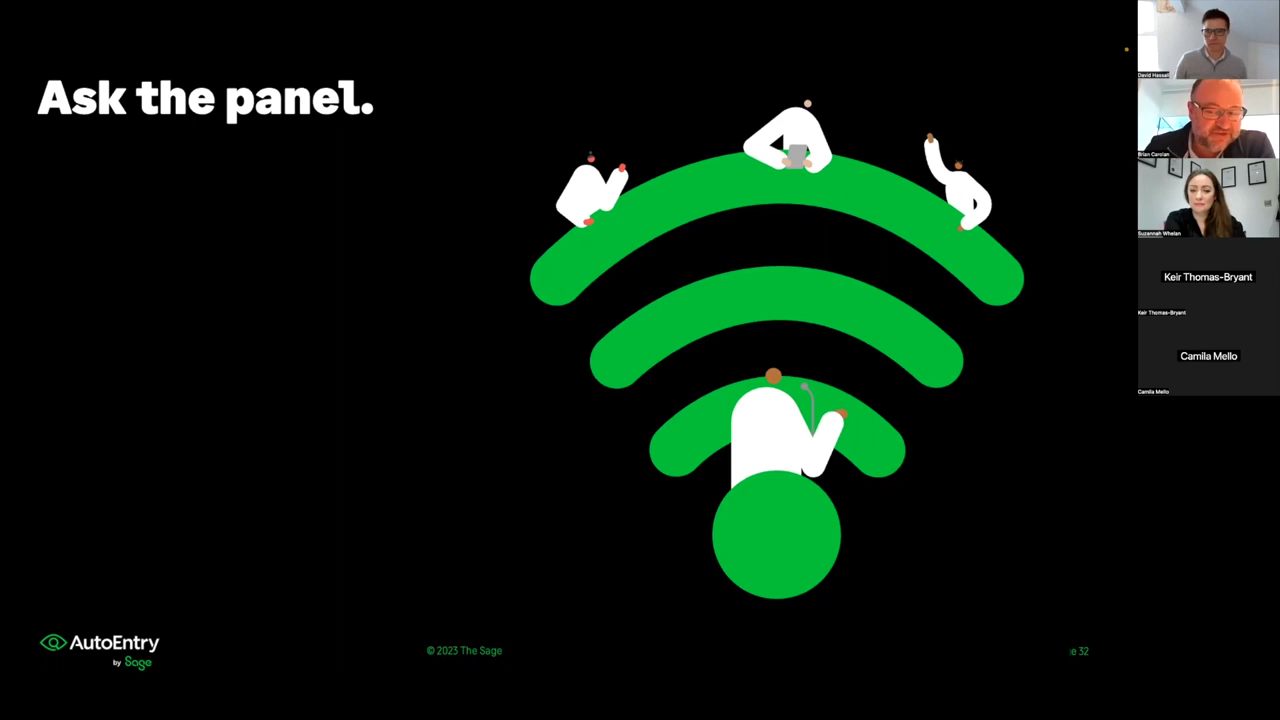 Ask the panel.
David Hassall
Brian Carolan
Suzannah Whelan
Keir Thomas-Bryant
Keir Thomas-Bryant
Camila Mello
Camila Mello
AutoEntry
by Sage
© 2023 The Sage
e 32